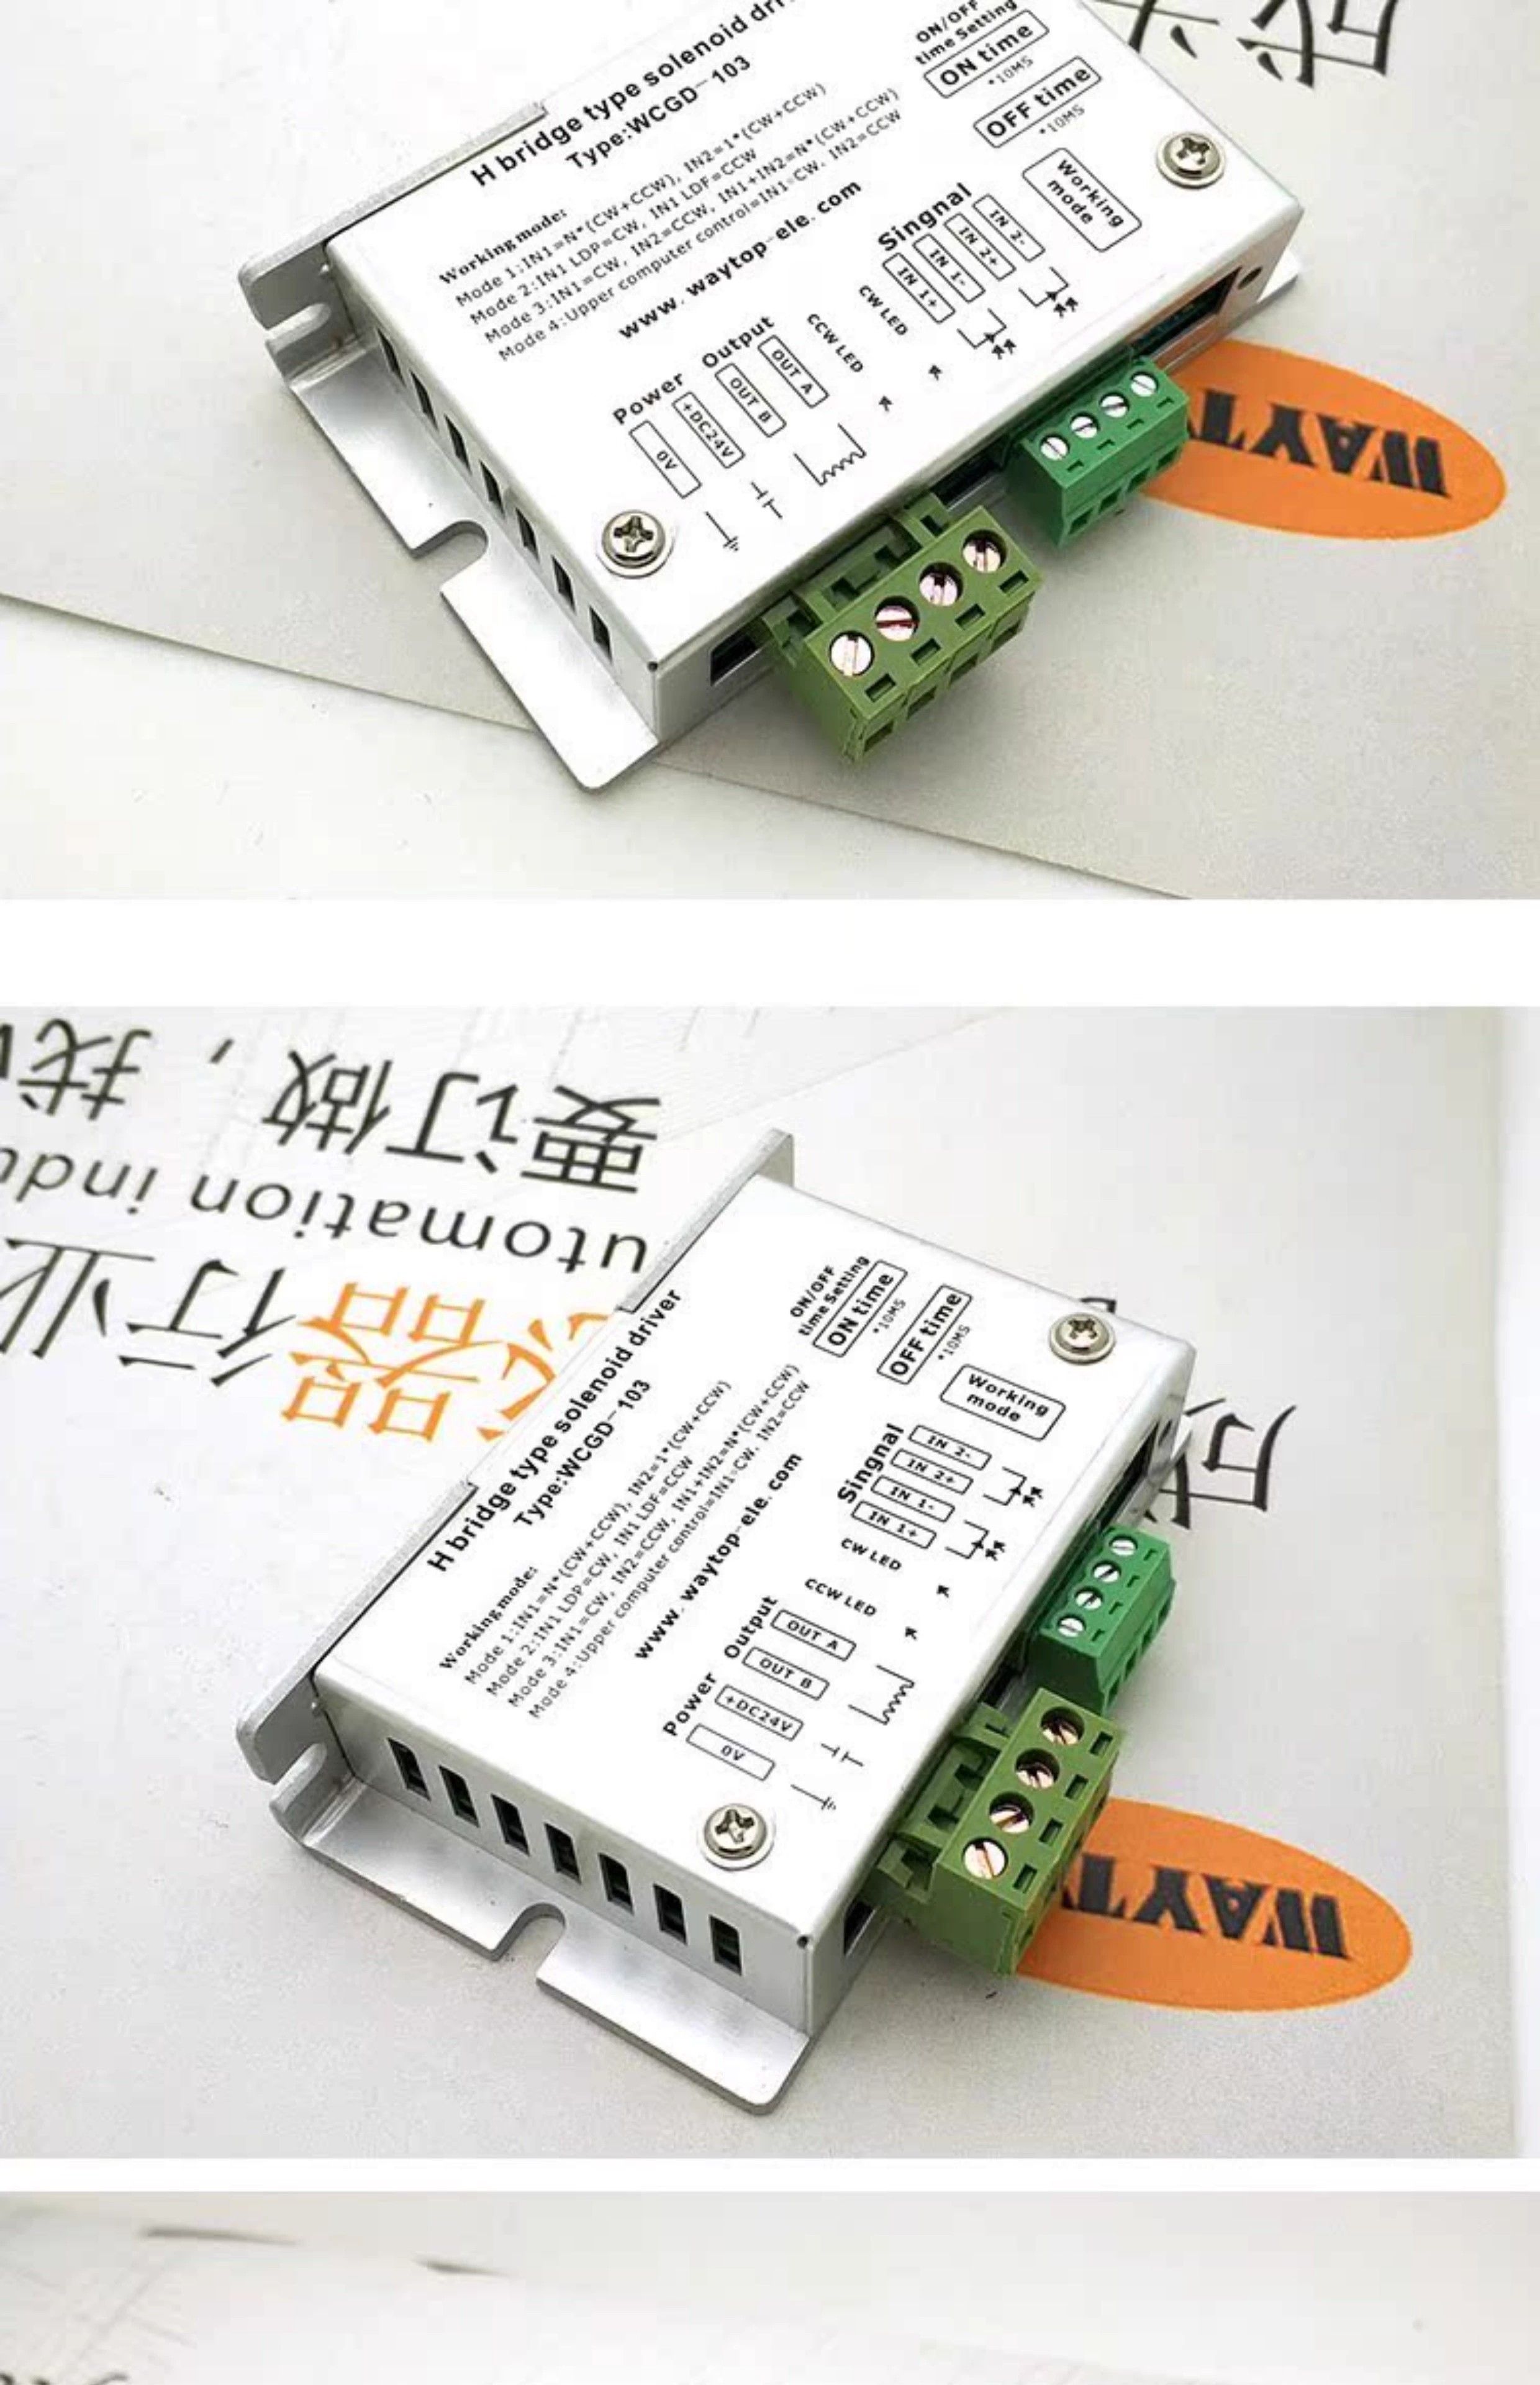 H bridge type solenoid dri
Type:WCGD-103
Working mode:
Mode 1:IN1=N*(CW+CCW), IN2=1*(CW+CCW)
Mode 2:IN1 LDP=CW, IN1 LDF=CCW
Mode 3:IN1=CW, IN2=CCW, IN1+IN2=N*(CW+CCW)
Mode 4:Upper computer control=IN1=CW. IN2=CCW
www.waytop-ele.com
ON/OFF
time Setting
ON time
*10MS
OFF time
*10MS
Working
mode
Singnal
IN 2-
IN 2+
IN 1-
IN 1+
CW LED
CCW LED
Output
OUT A
OUT B
Power
+DC24V
0V
成
WAYT
要订做，找
utomation indu
器行业
成
H bridge type solenoid driver
Type:WCGD-103
Working mode:
Mode 1:IN1=N*(CW+CCW), IN2=1*(CW+CCW)
Mode 2:IN1 LDP=CW, IN1 LDF=CCW
Mode 3:IN1=CW, IN2=CCW, IN1+IN2=N*(CW+CCW)
Mode 4:Upper computer control=IN1=CW. IN2=CCW
www.waytop-ele.com
ON/OFF
time Setting
ON time
*10MS
OFF time
*10MS
Working
mode
Singnal
IN 2-
IN 2+
IN 1-
IN 1+
CW LED
CCW LED
Output
OUT A
OUT B
Power
+DC24V
0V
WAYT